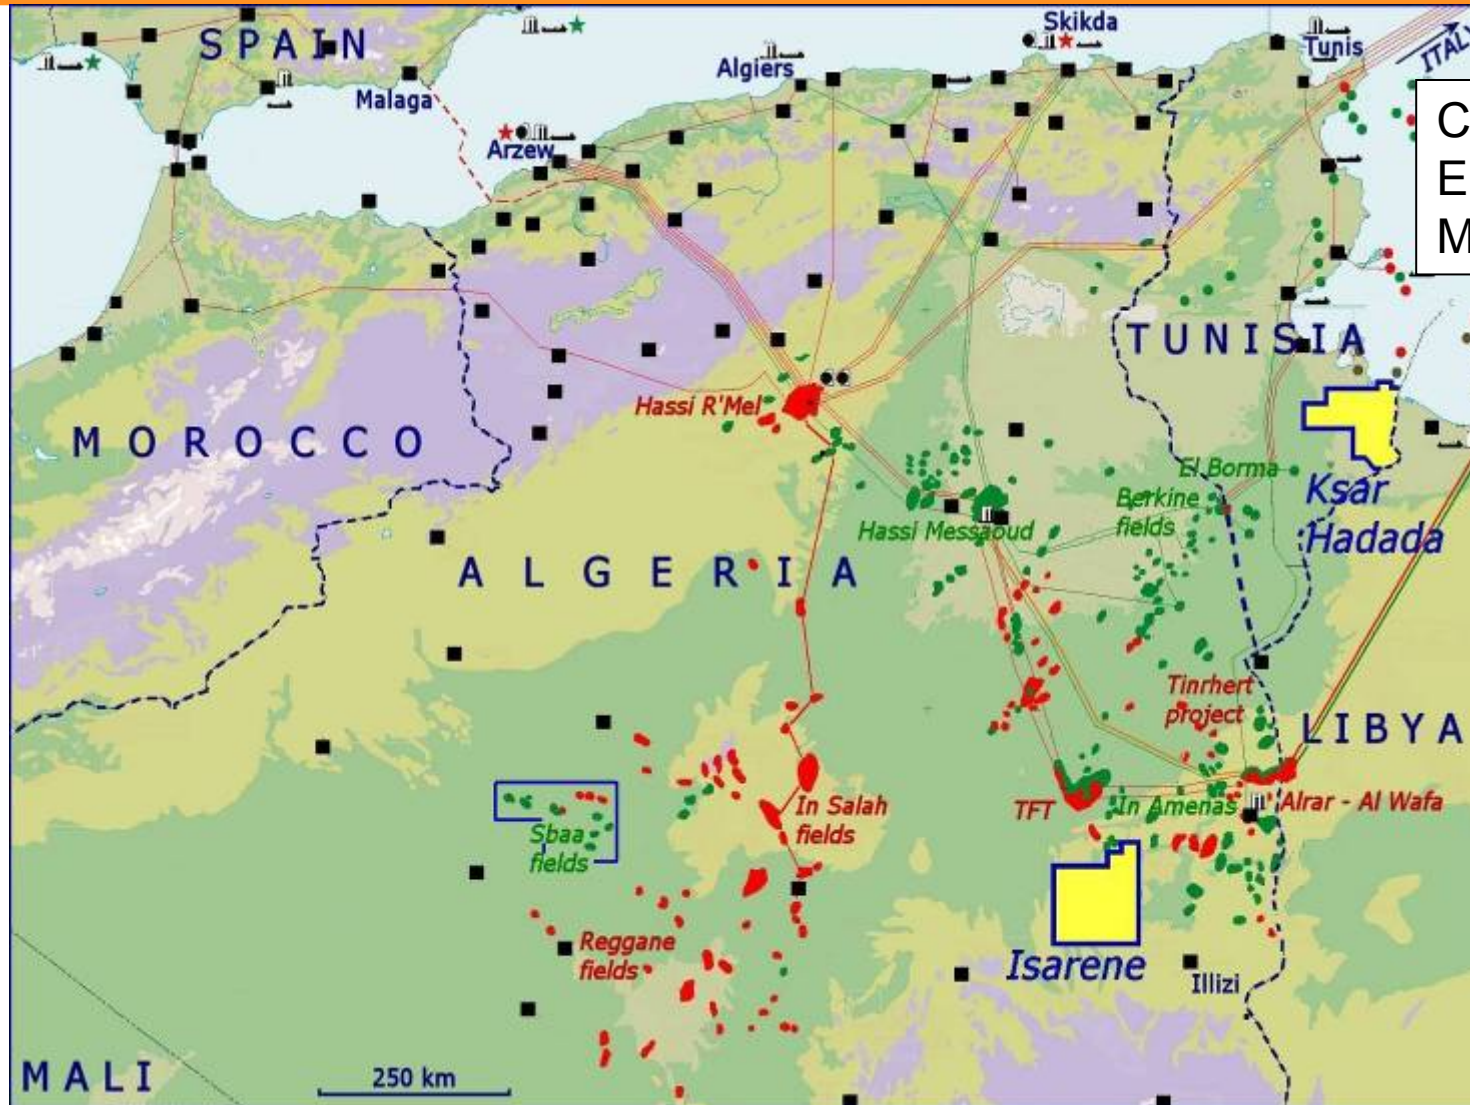 SPAIN
Malaga
Algiers
Skikda
Tunis
ITALY
Arzew
C
E
M
TUNISIA
MOROCCO
Hassi R'Mel
El Borma
Berkine
fields
Ksar
Hadada
Hassi Messaoud
ALGERIA
Tinrhert
project
LIBYA
In Salah
fields
TFT
In Amenas
Alrar - Al Wafa
Sbaa
fields
Reggane
fields
Isarene
Illizi
MALI
250 km